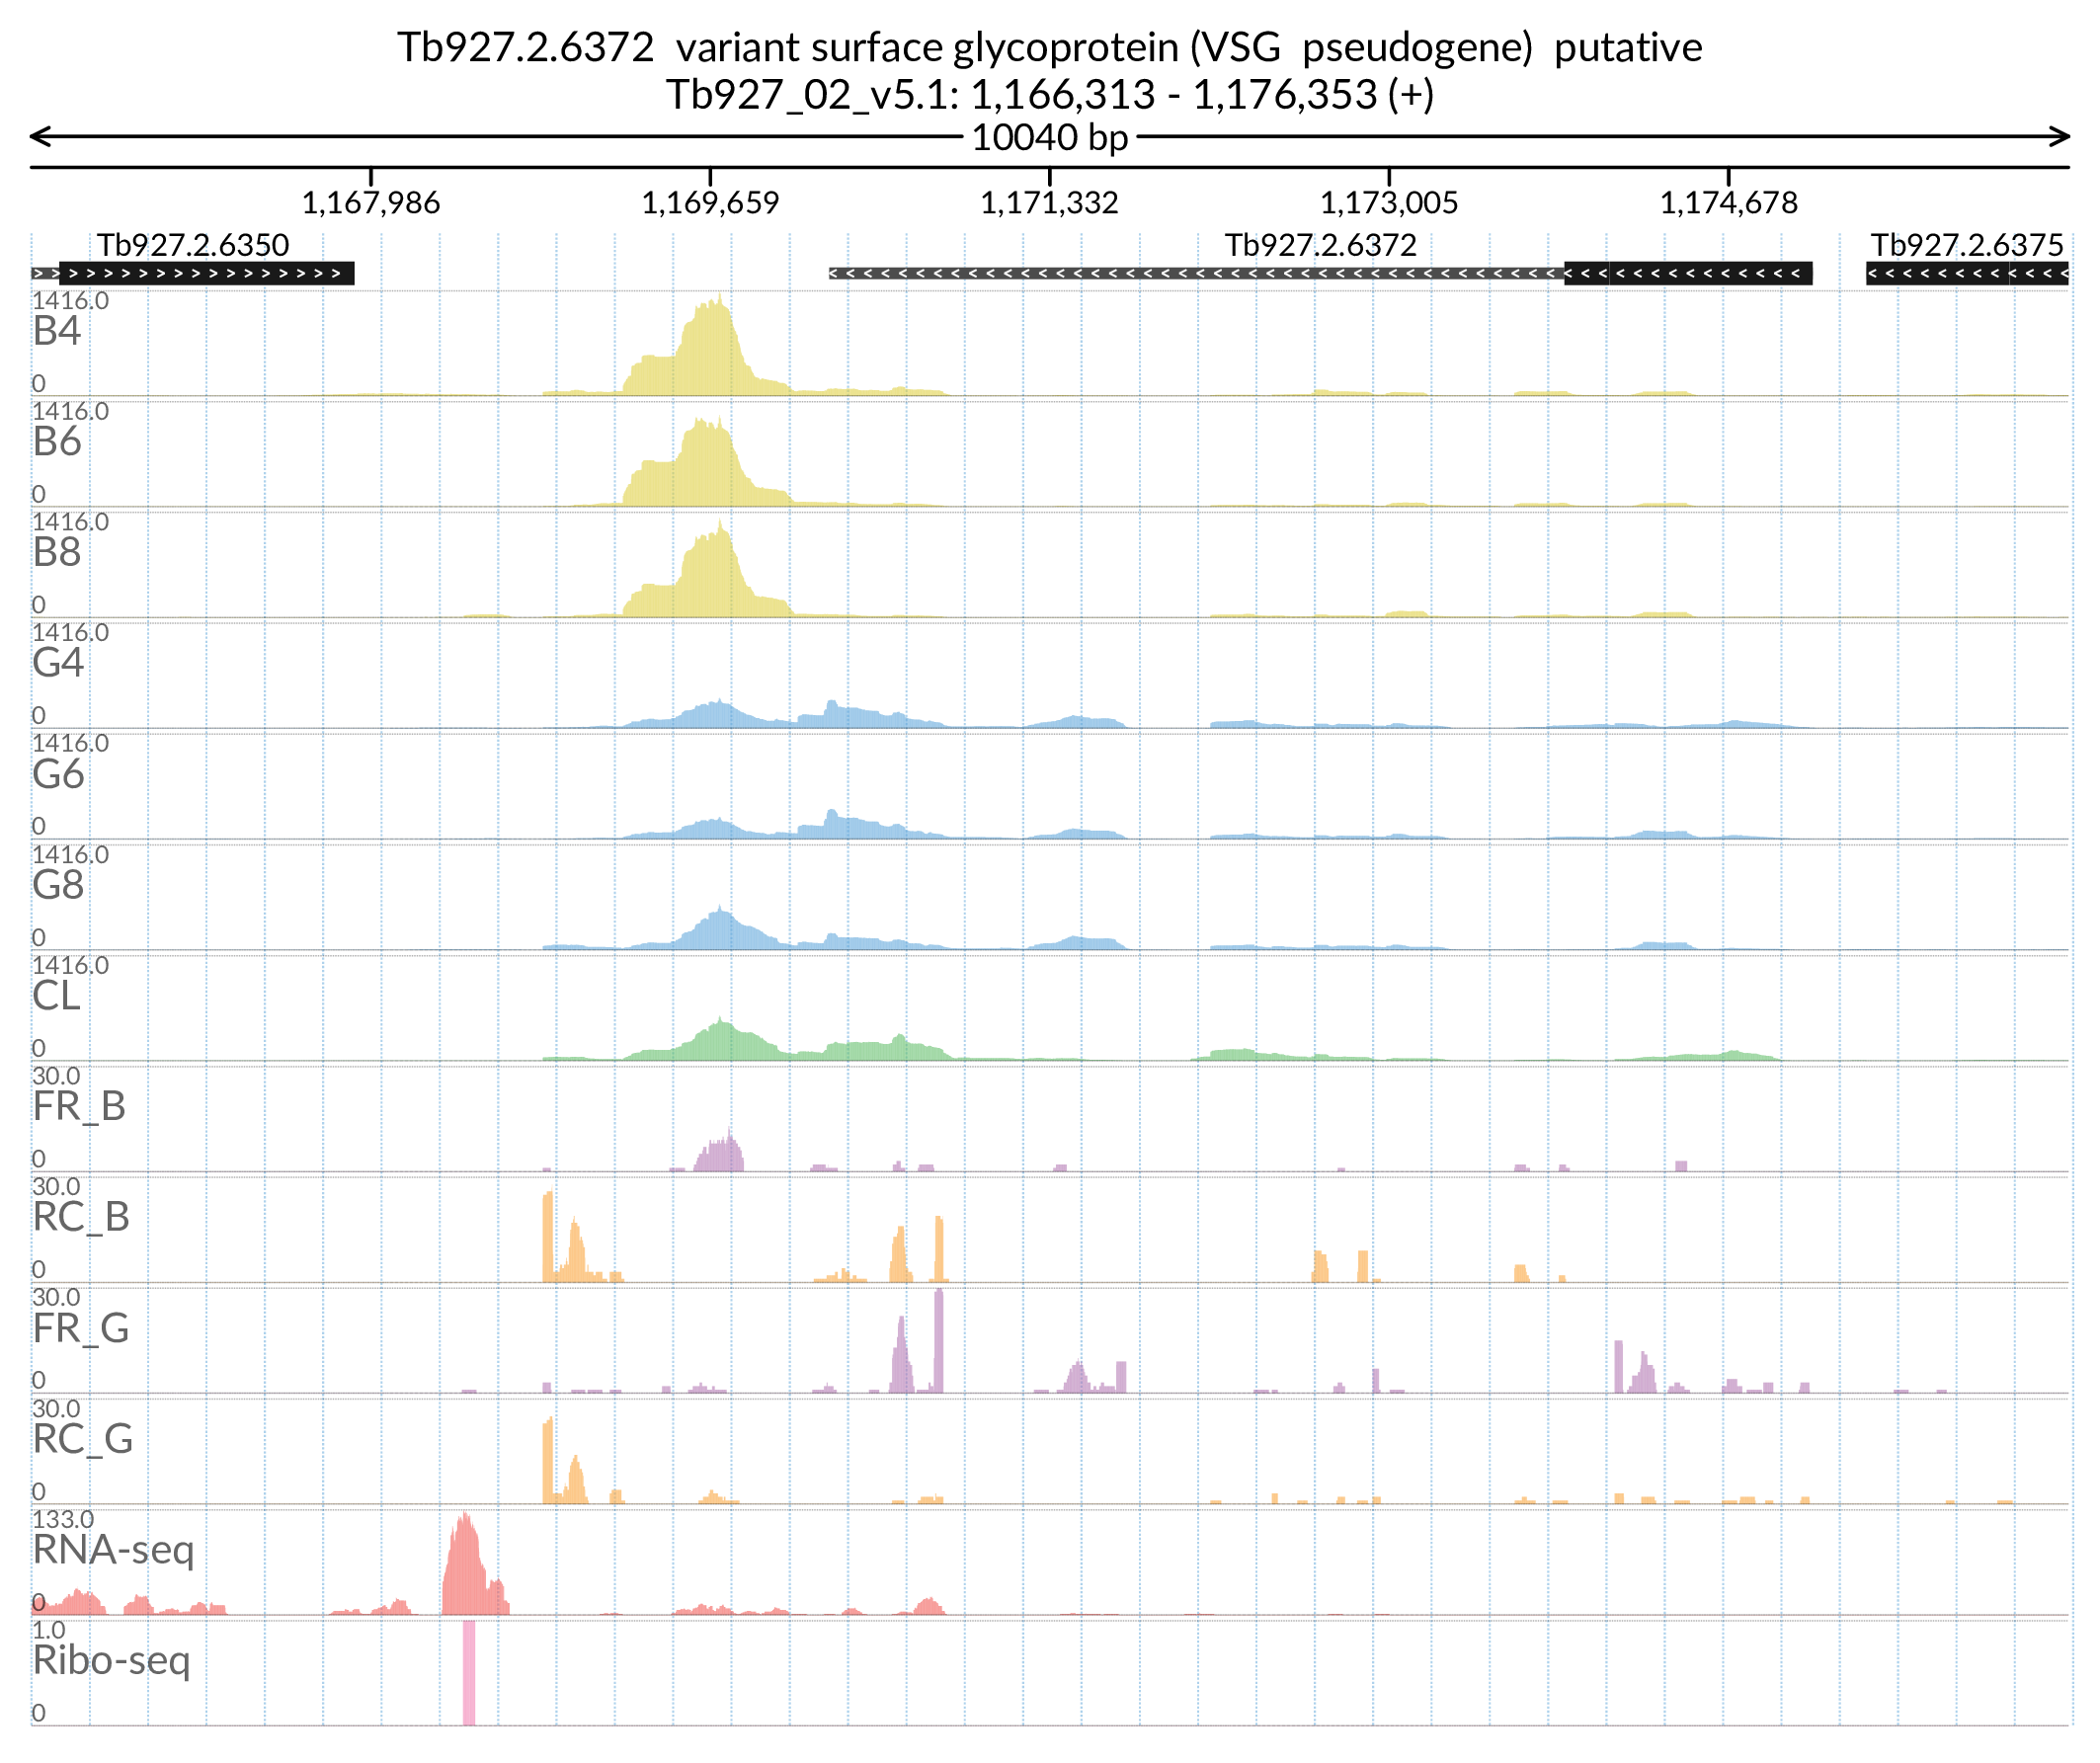 Tb927.2.6372  variant surface glycoprotein (VSG  pseudogene)  putative
Tb927_02_v5.1: 1,166,313 - 1,176,353 (+)
10040 bp
1,167,986 1,169,659 1,171,332 1,173,005 1,174,678
Tb927.2.6350 Tb927.2.6372 Tb927.2.6375
1416.0
B4
0
1416.0
B6
0
1416.0
B8
0
1416.0
G4
0
1416.0
G6
0
1416.0
G8
0
1416.0
CL
0
30.0
FR_B
0
30.0
RC_B
0
30.0
FR_G
0
30.0
RC_G
0
133.0
RNA-seq
0
1.0
Ribo-seq
0